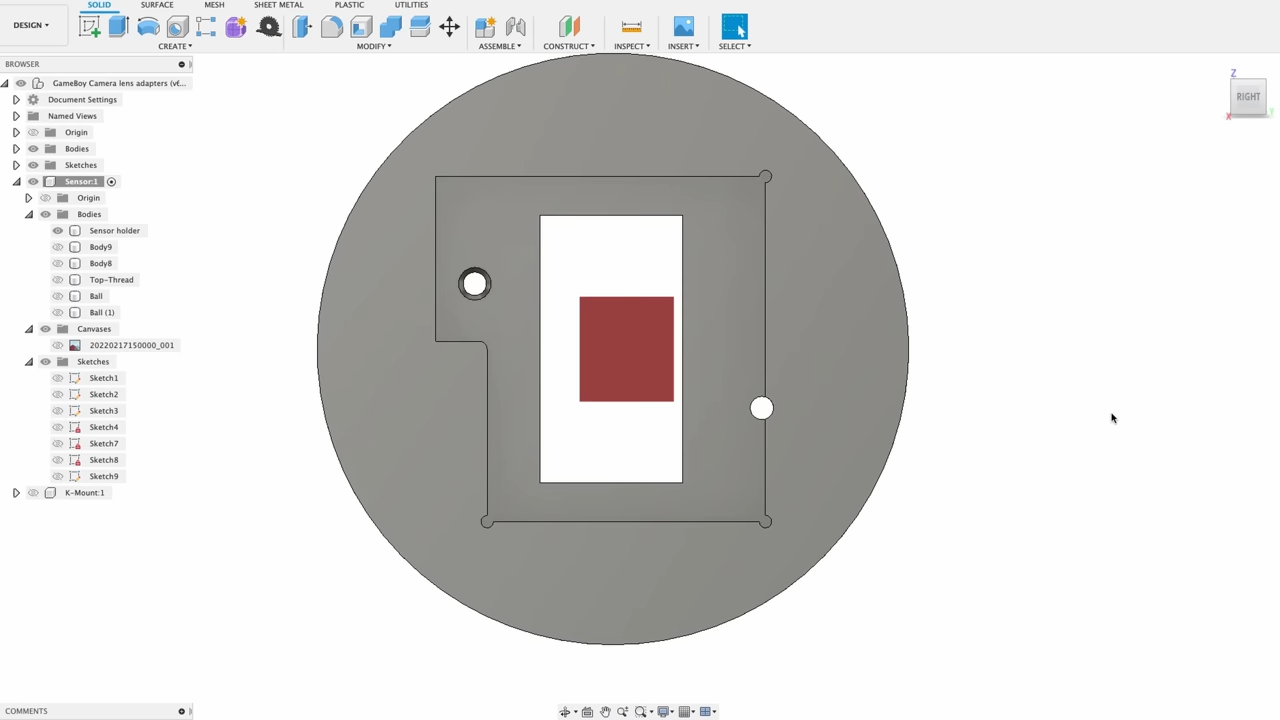 SOLID SURFACE MESH SHEET METAL PLASTIC UTILITIES
DESIGN
CREATE MODIFY ASSEMBLE CONSTRUCT INSPECT INSERT SELECT
BROWSER
GameBoy Camera lens adapters (v6...
Document Settings
Named Views
Origin
Bodies
Sketches
Sensor:1
Origin
Bodies
Sensor holder
Body9
Body8
Top-Thread
Ball
Ball (1)
Canvases
20220217150000_001
Sketches
Sketch1
Sketch2
Sketch3
Sketch4
Sketch7
Sketch8
Sketch9
K-Mount:1
COMMENTS
Z
RIGHT
X
Y